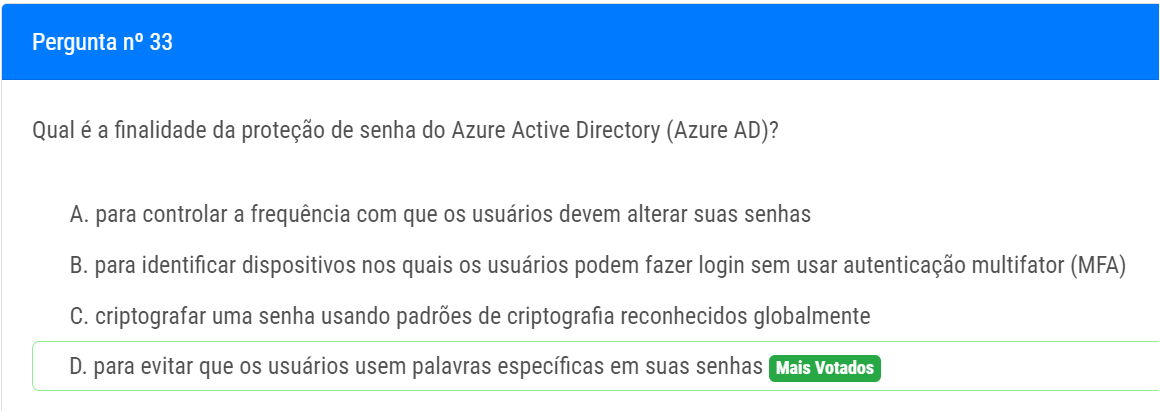 Pergunta nº 33
Qual é a finalidade da proteção de senha do Azure Active Directory (Azure AD)?
A. para controlar a frequência com que os usuários devem alterar suas senhas
B. para identificar dispositivos nos quais os usuários podem fazer login sem usar autenticação multifator (MFA)
C. criptografar uma senha usando padrões de criptografia reconhecidos globalmente
D. para evitar que os usuários usem palavras específicas em suas senhas Mais Votados